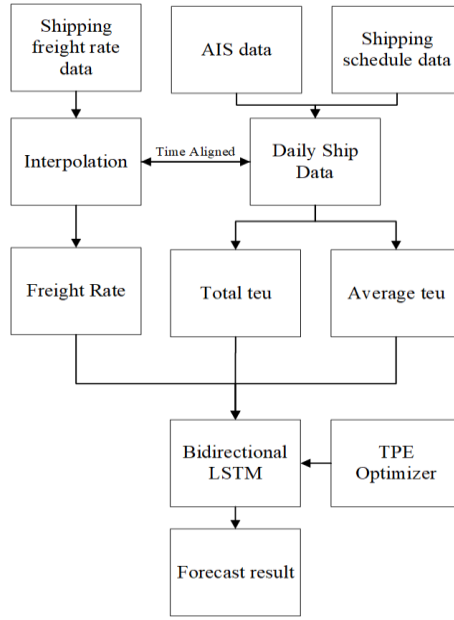 Shipping
freight rate
data
AIS data
Shipping
schedule data
Interpolation
Time Aligned
Daily Ship
Data
Freight Rate
Total teu
Average teu
Bidirectional
LSTM
TPE
Optimizer
Forecast result